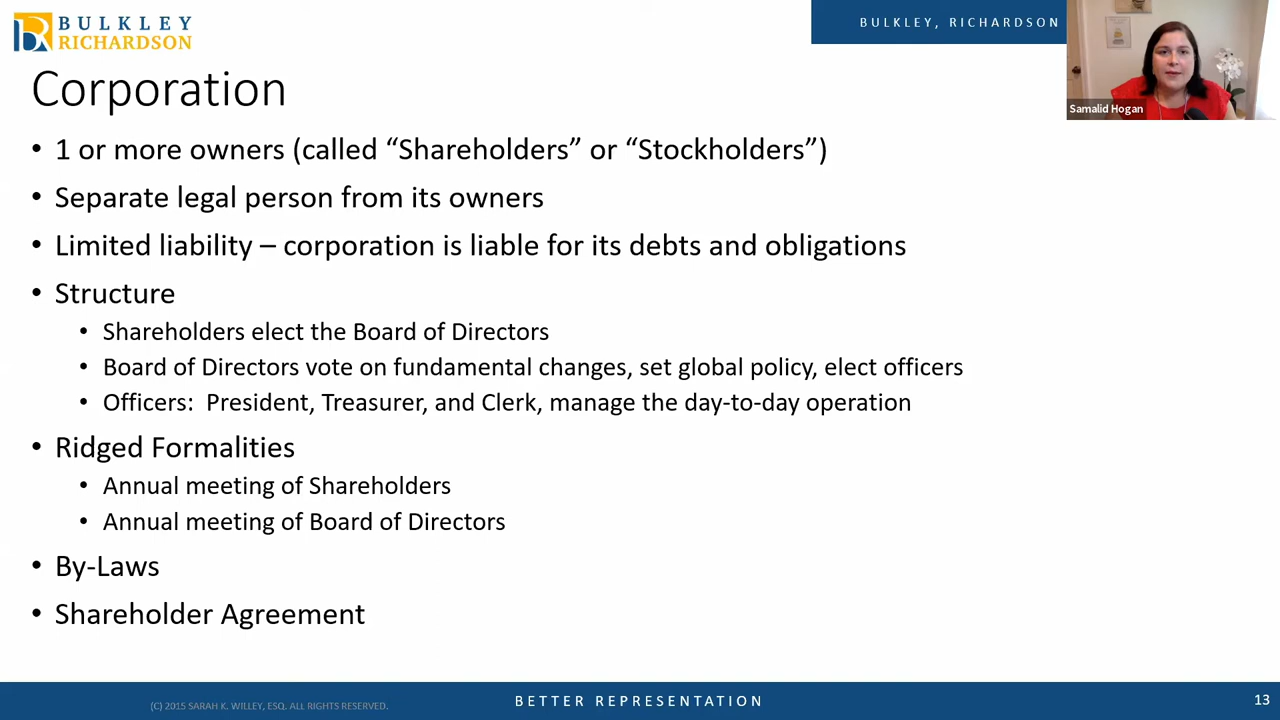 BULKLEY
RICHARDSON
BULKLEY, RICHARDSON
Samalid Hogan
Corporation
• 1 or more owners (called “Shareholders” or “Stockholders”)
• Separate legal person from its owners
• Limited liability – corporation is liable for its debts and obligations
• Structure
• Shareholders elect the Board of Directors
• Board of Directors vote on fundamental changes, set global policy, elect officers
• Officers:  President, Treasurer, and Clerk, manage the day-to-day operation
• Ridged Formalities
• Annual meeting of Shareholders
• Annual meeting of Board of Directors
• By-Laws
• Shareholder Agreement
(C) 2015 SARAH K. WILLEY, ESQ. ALL RIGHTS RESERVED.
BETTER REPRESENTATION
13